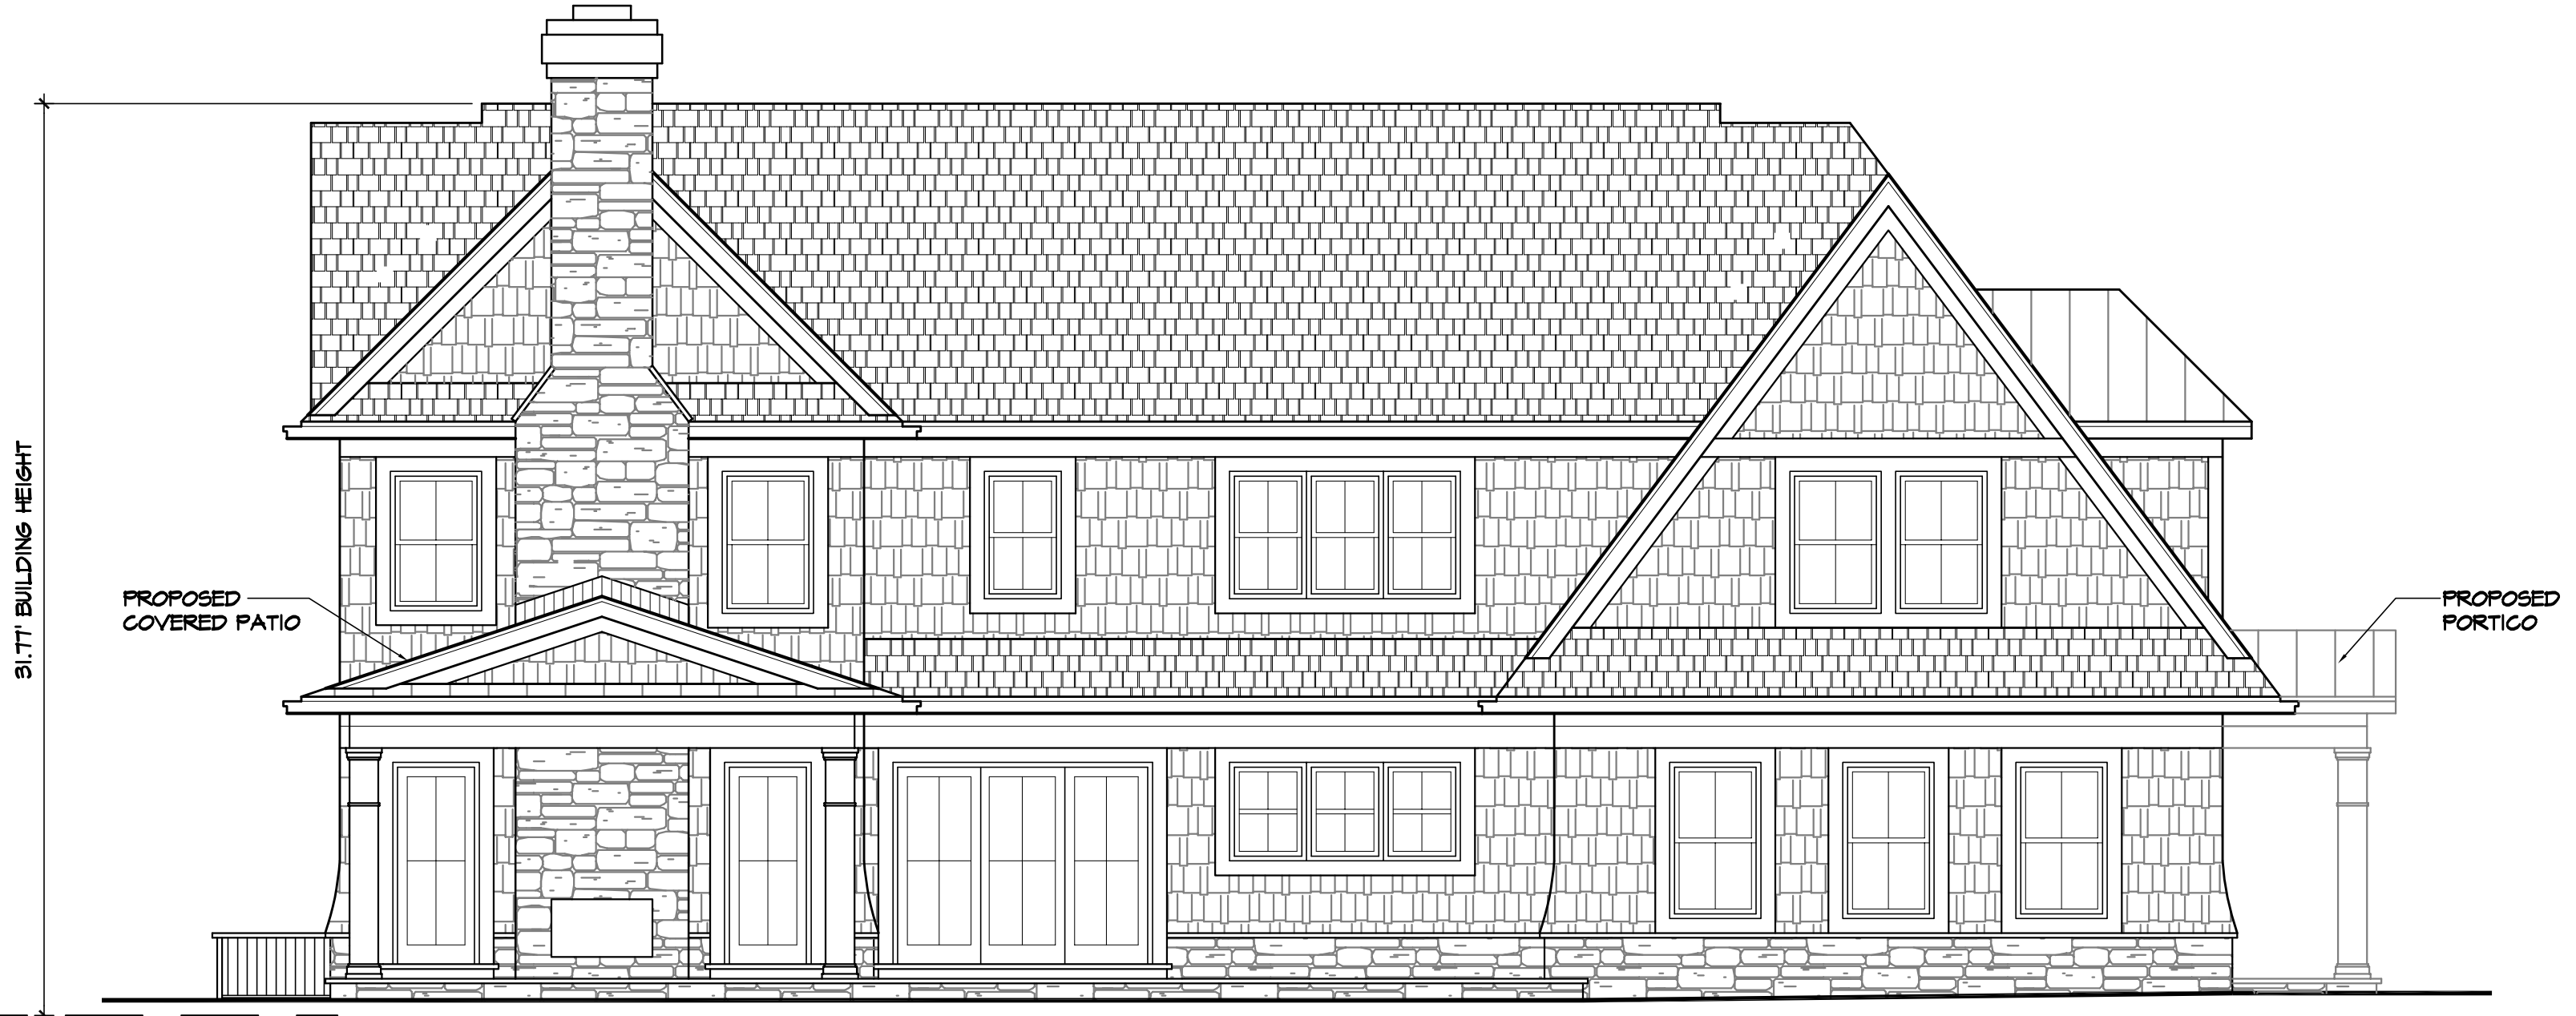 31.77' BUILDING HEIGHT
PROPOSED
COVERED PATIO
PROPOSED
PORTICO